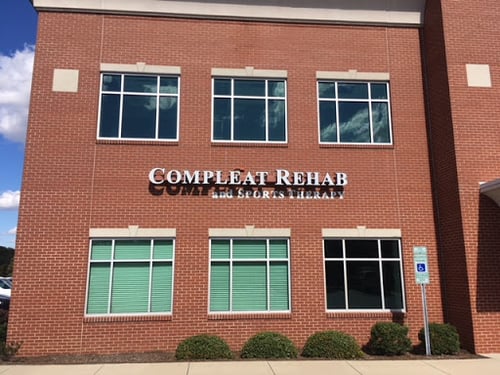 COMPLEAT REHAB
and SPORTS THERAPY